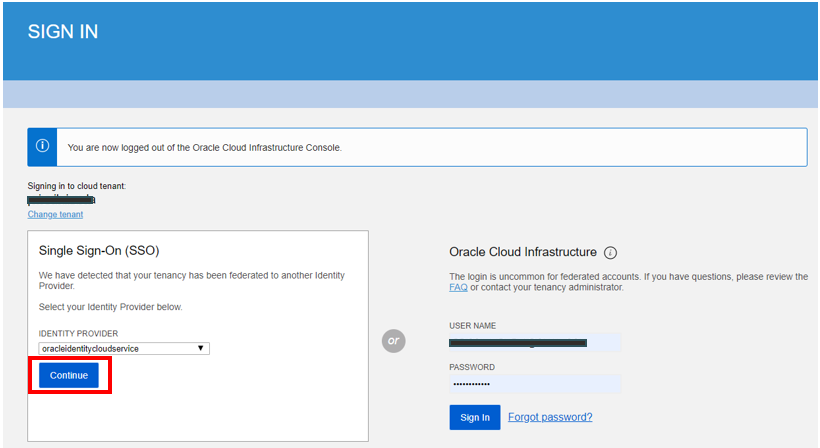 SIGN IN
You are now logged out of the Oracle Cloud Infrastructure Console.
Signing in to cloud tenant:
Change tenant
Single Sign-On (SSO)
We have detected that your tenancy has been federated to another Identity
Provider.
Select your Identity Provider below.
IDENTITY PROVIDER
oracleidentitycloudservice
Continue
or
Oracle Cloud Infrastructure
The login is uncommon for federated accounts. If you have questions, please review the
FAQ or contact your tenancy administrator.
USER NAME
PASSWORD
••••••••••••
Sign In Forgot password?